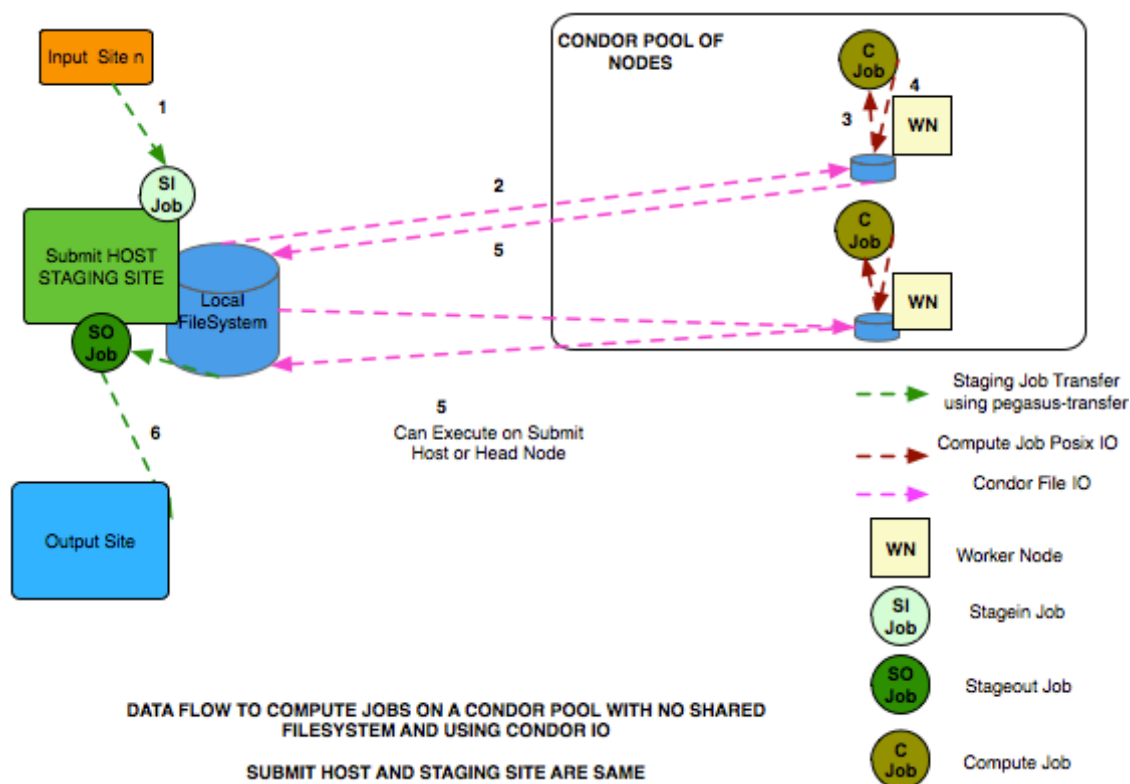 Input Site n
1
SI
Job
Submit HOST
STAGING SITE
Local
FileSystem
SO
Job
6
Output Site
2
5
5
Can Execute on Submit
Host or Head Node
CONDOR POOL OF
NODES
C
Job
4
3
WN
C
Job
WN
Staging Job Transfer
using pegasus-transfer
Compute Job Posix IO
Condor File IO
WN
Worker Node
SI
Job
Stagein Job
SO
Job
Stageout Job
C
Job
Compute Job
DATA FLOW TO COMPUTE JOBS ON A CONDOR POOL WITH NO SHARED
FILESYSTEM AND USING CONDOR IO
SUBMIT HOST AND STAGING SITE ARE SAME